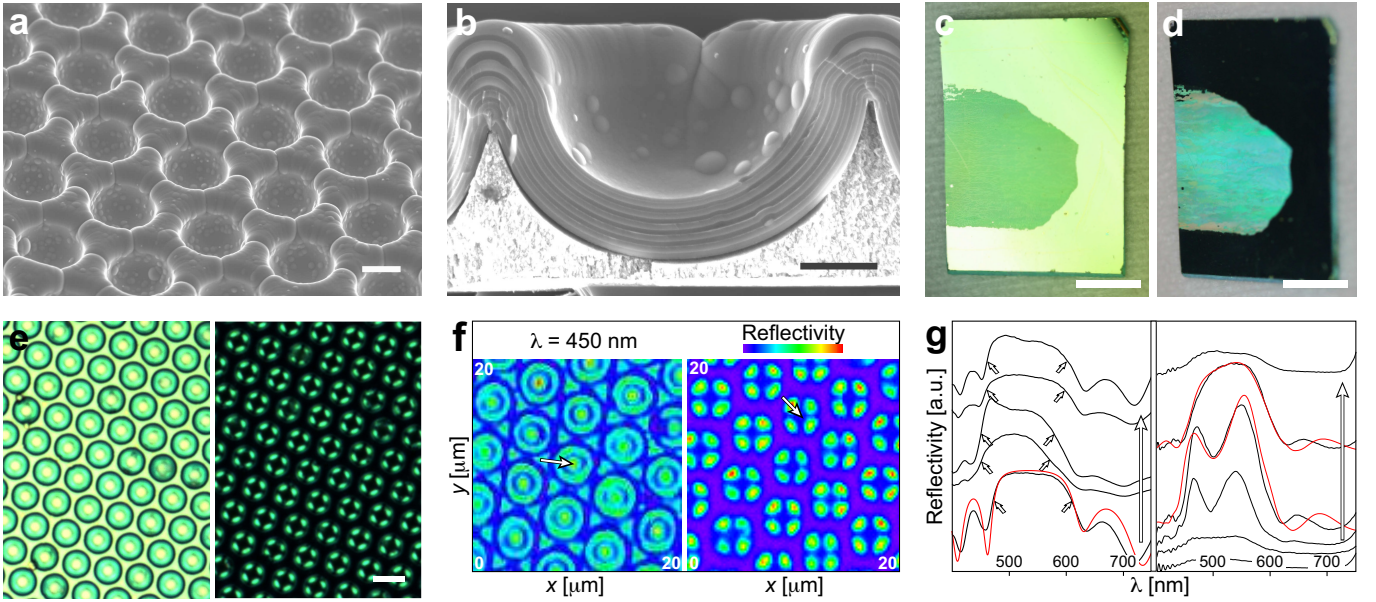 a
b
c
d
e
f
λ = 450 nm
Reflectivity
20
20
y [μm]
0
20
0
20
x [μm]
x [μm]
g
Reflectivity [a.u.]
500 600 700
500 600 700
λ [nm]